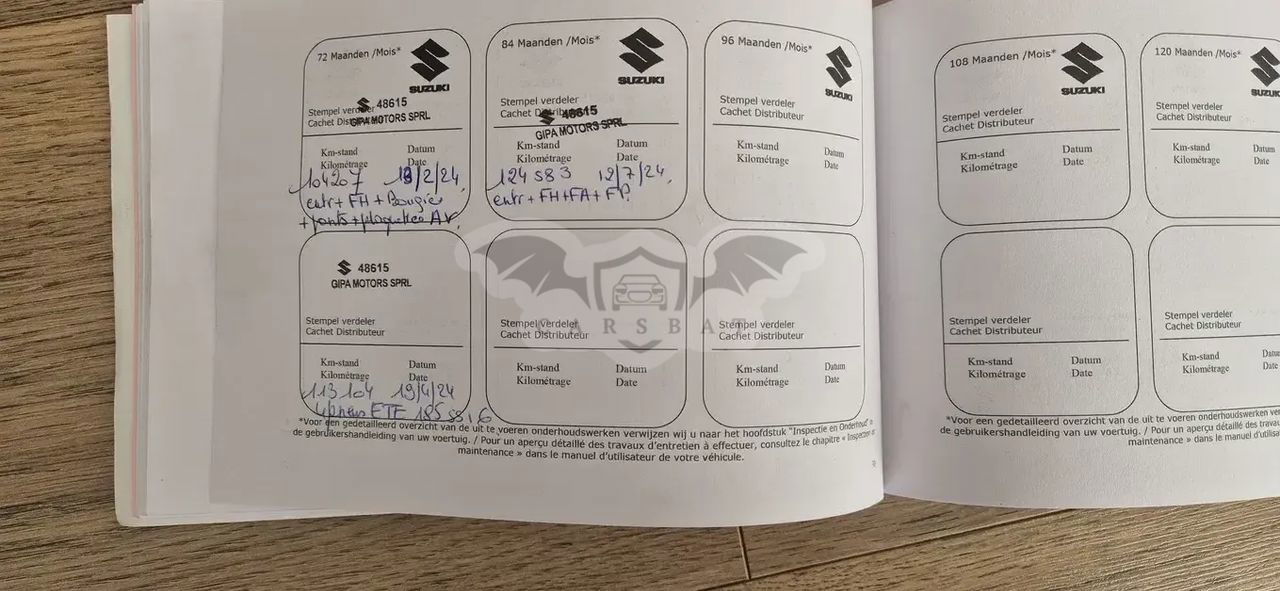 72 Maanden /Mois*
SUZUKI
48615
Stempel verdeler
Cachet Distributeur
GIPA MOTORS SPRL
Km-stand Datum
Kilométrage Date
104207 18/2/24
entr + FH + Bougies
+ joints + plaquettes AV.
84 Maanden /Mois*
SUZUKI
Stempel verdeler
Cachet Distributeur
48615
GIPA MOTORS SPRL
Km-stand Datum
Kilométrage Date
124583 12/7/24
entr + FH + FA + FP
96 Maanden /Mois*
SUZUKI
Stempel verdeler
Cachet Distributeur
Km-stand Datum
Kilométrage Date
48615
GIPA MOTORS SPRL
Stempel verdeler
Cachet Distributeur
Km-stand Datum
Kilométrage Date
113104 19/4/24
4 pneus ETE 185
Stempel verdeler
Cachet Distributeur
Km-stand Datum
Kilométrage Date
Stempel verdeler
Cachet Distributeur
Km-stand Datum
Kilométrage Date
CARSBAT
*Voor een gedetailleerd overzicht van de uit te voeren onderhoudswerken verwijzen wij u naar het hoofdstuk "Inspectie en Onderhoud"
de gebruikershandleiding van uw voertuig. / Pour un aperçu détaillé des travaux d'entretien à effectuer, consultez le chapitre «
maintenance » dans le manuel d'utilisateur de votre véhicule.
108 Maanden /Mois*
SUZUKI
Stempel verdeler
Cachet Distributeur
Km-stand Datum
Kilométrage Date
120 Maanden /Mois*
SUZUKI
Stempel verdeler
Cachet Distributeur
Km-stand Datum
Kilométrage Date
Stempel verdeler
Cachet Distributeur
Km-stand Datum
Kilométrage Date
Stempel verdeler
Cachet Distributeur
Km-stand
Kilométrage
*Voor een gedetailleerd overzicht van de uit te voeren onderhoudswerken
de gebruikershandleiding van uw voertuig. / Pour un aperçu détaillé des
maintenance » dans le manuel